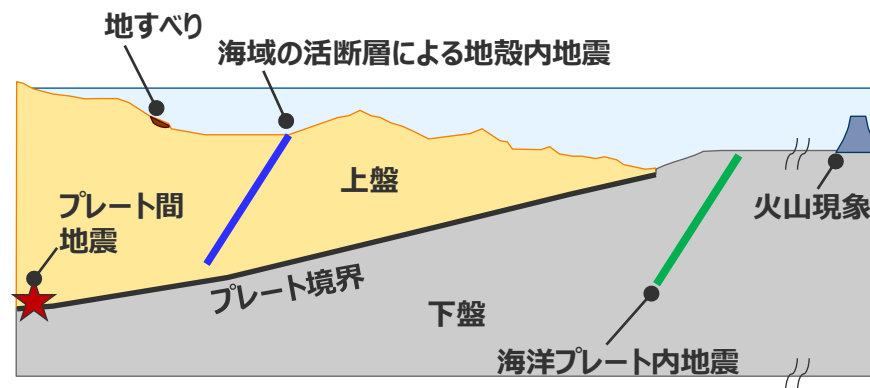 地すべり
海域の活断層による地殻内地震
上盤
プレート間
地震
火山現象
プレート境界
下盤
海洋プレート内地震